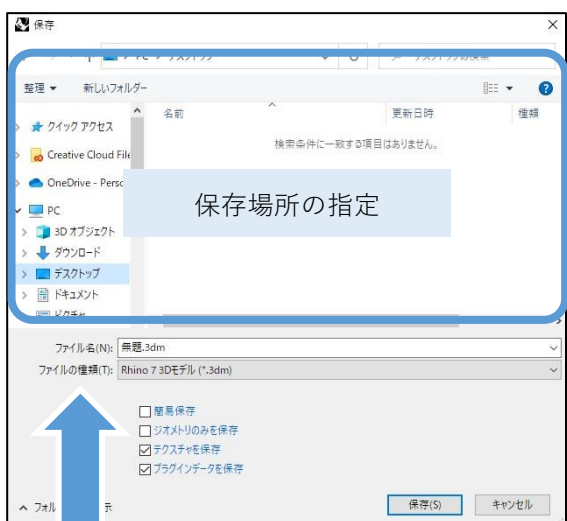 保存
整理 新しいフォルダー
名前 更新日時 種類
クイック アクセス
検索条件に一致する項目はありません。
Creative Cloud File
OneDrive - Perso
保存場所の指定
PC
3D オブジェクト
ダウンロード
デスクトップ
ドキュメント
ファイル名(N): 無題.3dm
ファイルの種類(T): Rhino 7 3Dモデル (*.3dm)
簡易保存
ジオメトリのみを保存
テクスチャを保存
プラグインデータを保存
保存(S) キャンセル